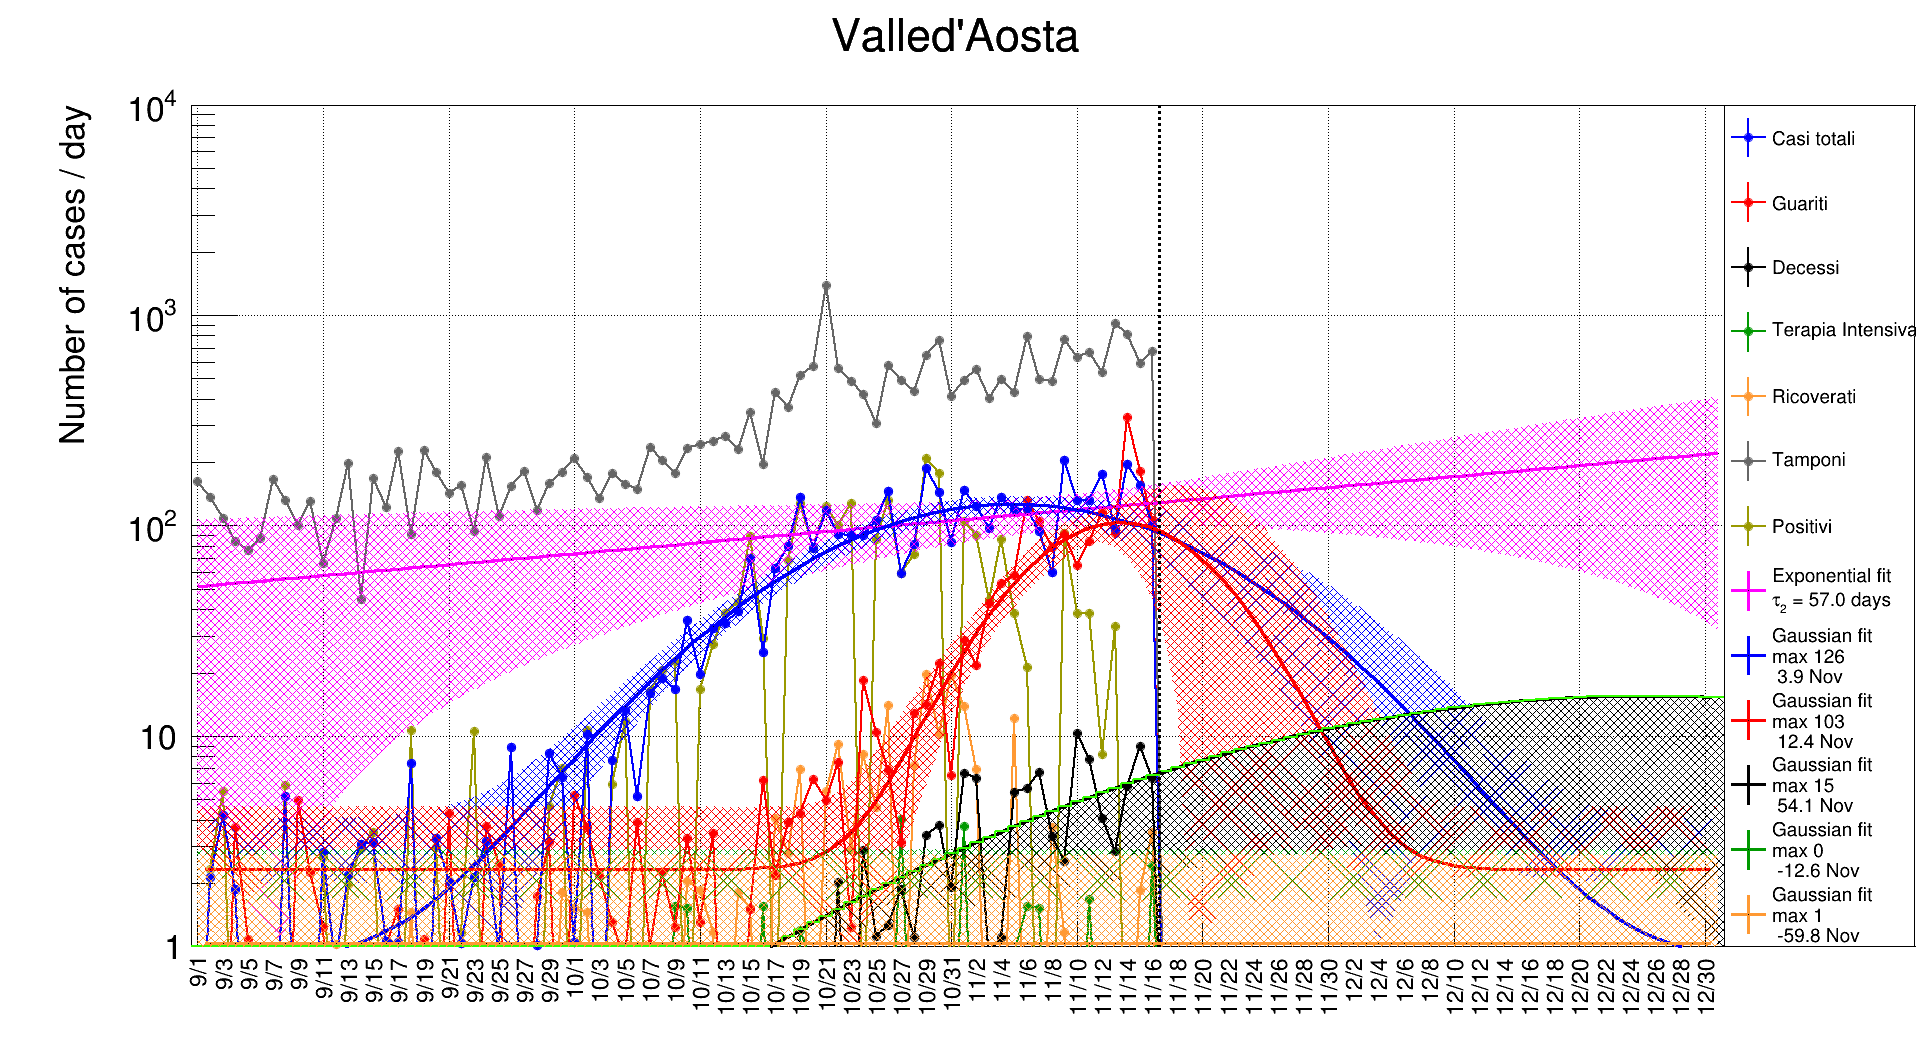 Valled'Aosta
Number of cases / day
10^4
10^3
10^2
10
1
9/1 9/3 9/5 9/7 9/9 9/11 9/13 9/15 9/17 9/19 9/21 9/23 9/25 9/27 9/29 10/1 10/3 10/5 10/7 10/9 10/11 10/13 10/15 10/17 10/19 10/21 10/23 10/25 10/27 10/29 10/31 11/2 11/4 11/6 11/8 11/10 11/12 11/14 11/16 11/18 11/20 11/22 11/24 11/26 11/28 11/30 12/2 12/4 12/6 12/8 12/10 12/12 12/14 12/16 12/18 12/20 12/22 12/24 12/26 12/28 12/30
Casi totali
Guariti
Decessi
Terapia Intensiva
Ricoverati
Tamponi
Positivi
Exponential fit
τ₂ = 57.0 days
Gaussian fit
max 126
3.9 Nov
Gaussian fit
max 103
12.4 Nov
Gaussian fit
max 15
54.1 Nov
Gaussian fit
max 0
-12.6 Nov
Gaussian fit
max 1
-59.8 Nov